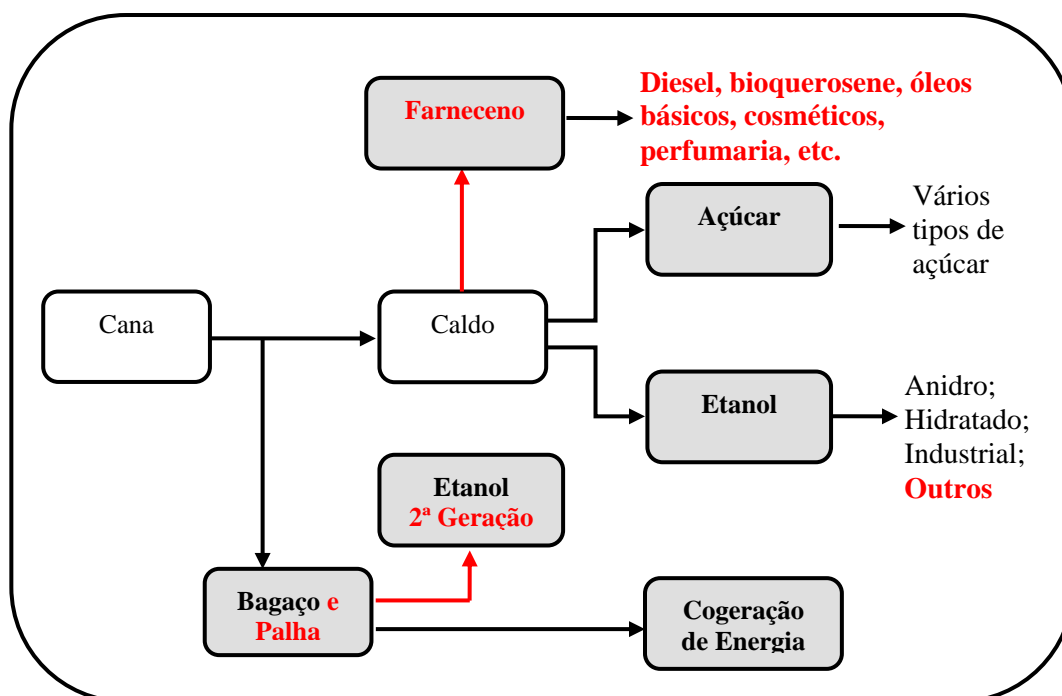 Farneceno
Diesel, bioquerosene, óleos
básicos, cosméticos,
perfumaria, etc.
Açúcar
Vários
tipos de
açúcar
Cana
Caldo
Etanol
Anidro;
Hidratado;
Industrial;
Outros
Etanol
2ª Geração
Bagaço e
Palha
Cogeração
de Energia